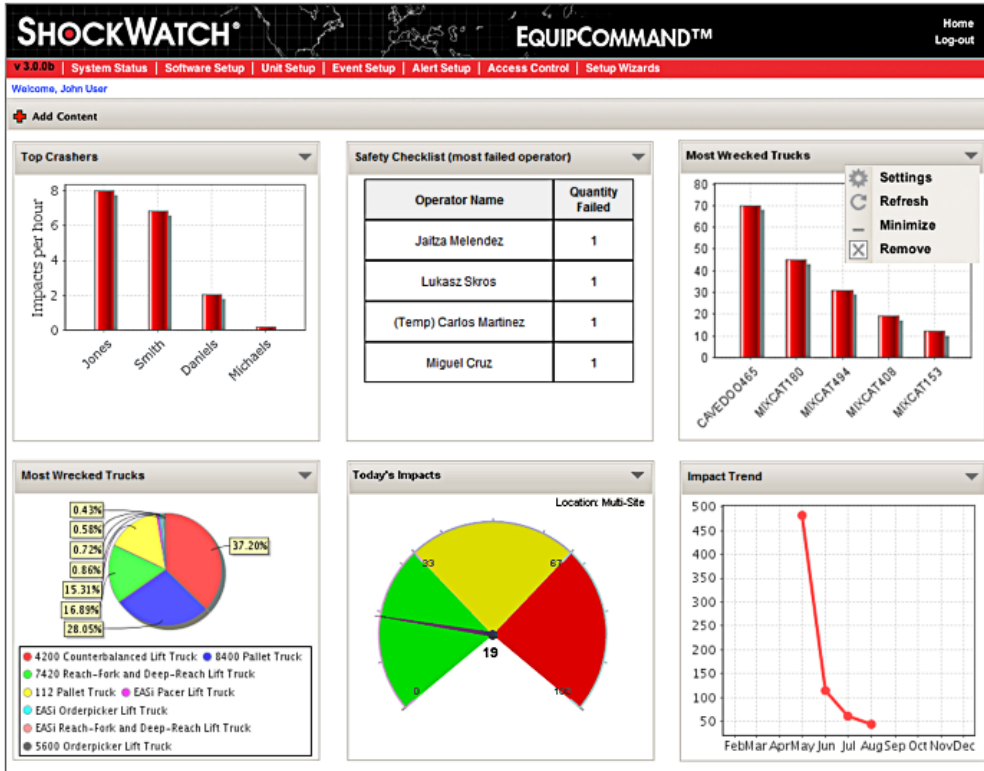 SHOCKWATCH®
EQUIPCOMMAND™
Home
Log-out
v 3.0.0b | System Status | Software Setup | Unit Setup | Event Setup | Alert Setup | Access Control | Setup Wizards
Welcome, John User
Add Content
Top Crashers
Impacts per hour
8
6
4
2
0
Jones
Smith
Daniels
Michaels
Safety Checklist (most failed operator)
Operator Name Quantity Failed
Jaitza Melendez 1
Lukasz Skros 1
(Temp) Carlos Martinez 1
Miguel Cruz 1
Most Wrecked Trucks
Settings
Refresh
Minimize
Remove
80
70
60
50
40
30
20
10
0
CAVEDOO465
MIXCAT180
MIXCAT494
MIXCAT408
MIXCAT153
Most Wrecked Trucks
0.43%
0.58%
0.72%
0.86%
15.31%
16.89%
28.05%
37.20%
4200 Counterbalanced Lift Truck 8400 Pallet Truck
7420 Reach-Fork and Deep-Reach Lift Truck
112 Pallet Truck EASi Pacer Lift Truck
EASi Orderpicker Lift Truck
EASi Reach-Fork and Deep-Reach Lift Truck
5600 Orderpicker Lift Truck
Today's Impacts
Location: Multi-Site
33
67
19
0
100
Impact Trend
500
450
400
350
300
250
200
150
100
50
Feb Mar Apr May Jun Jul Aug Sep Oct Nov Dec